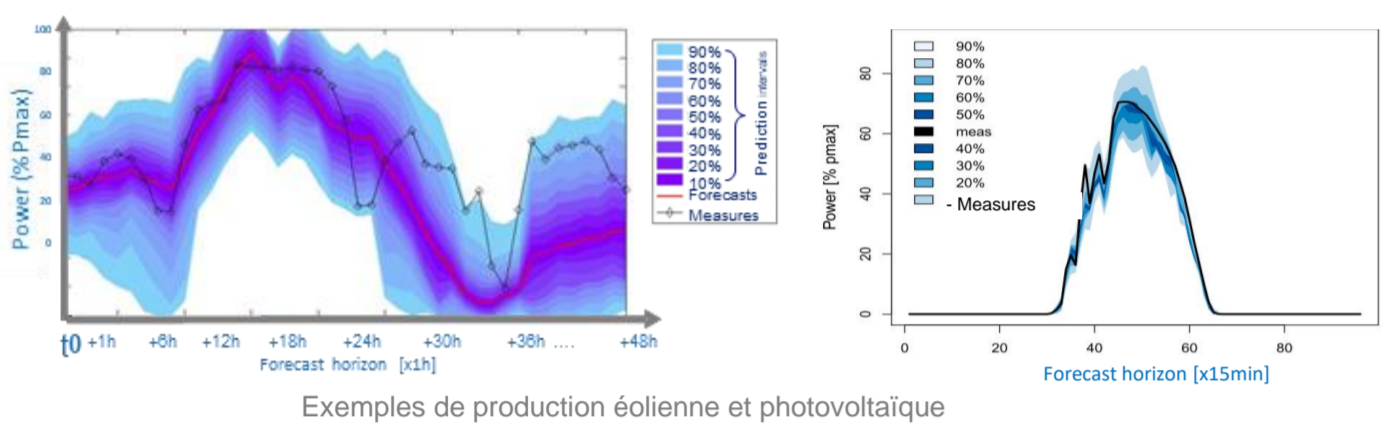 100
80
60
40
20
0
Power (% Pmax)
t0 +1h +6h +12h +18h +24h +30h +36h .... +48h
Forecast horizon [x1h]
90%
80%
70%
60%
50%
40%
30%
20%
10%
Prediction intervals
Forecasts
Measures
80
60
40
20
0
Power [% pmax]
90%
80%
70%
60%
50%
meas
40%
30%
20%
- Measures
0 20 40 60 80
Forecast horizon [x15min]
Exemples de production éolienne et photovoltaïque